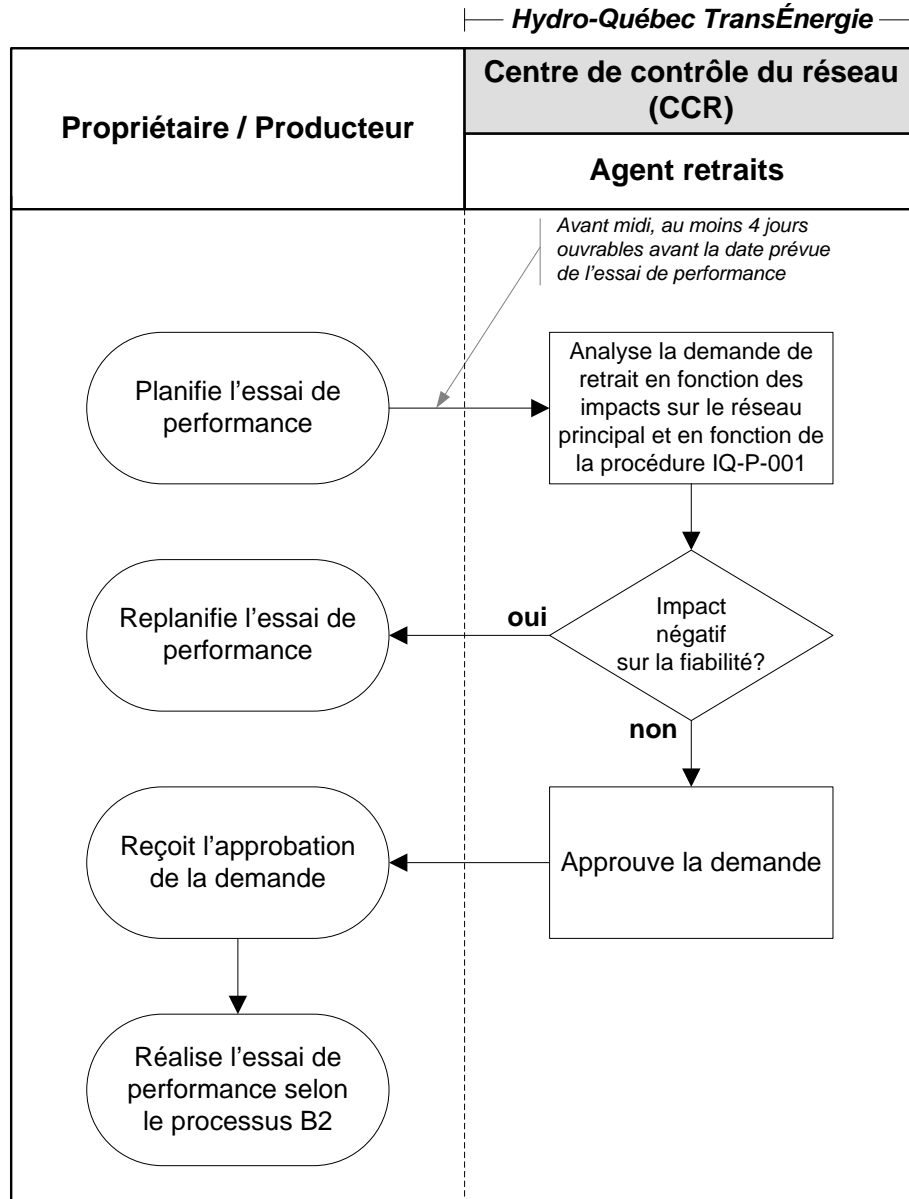 Hydro-Québec TransÉnergie
Propriétaire / Producteur
Centre de contrôle du réseau
(CCR)
Agent retraits
Avant midi, au moins 4 jours
ouvrables avant la date prévue
de l’essai de performance
Planifie l’essai de
performance
Analyse la demande de
retrait en fonction des
impacts sur le réseau
principal et en fonction de
la procédure IQ-P-001
Replanifie l’essai de
performance
oui
Impact
négatif
sur la fiabilité?
non
Reçoit l’approbation
de la demande
Approuve la demande
Réalise l’essai de
performance selon
le processus B2